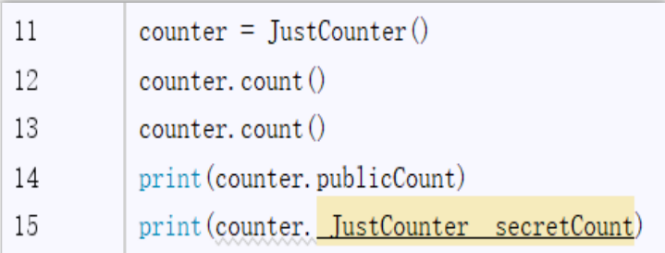 11 counter = JustCounter()
12 counter.count()
13 counter.count()
14 print(counter.publicCount)
15 print(counter._JustCounter__secretCount)